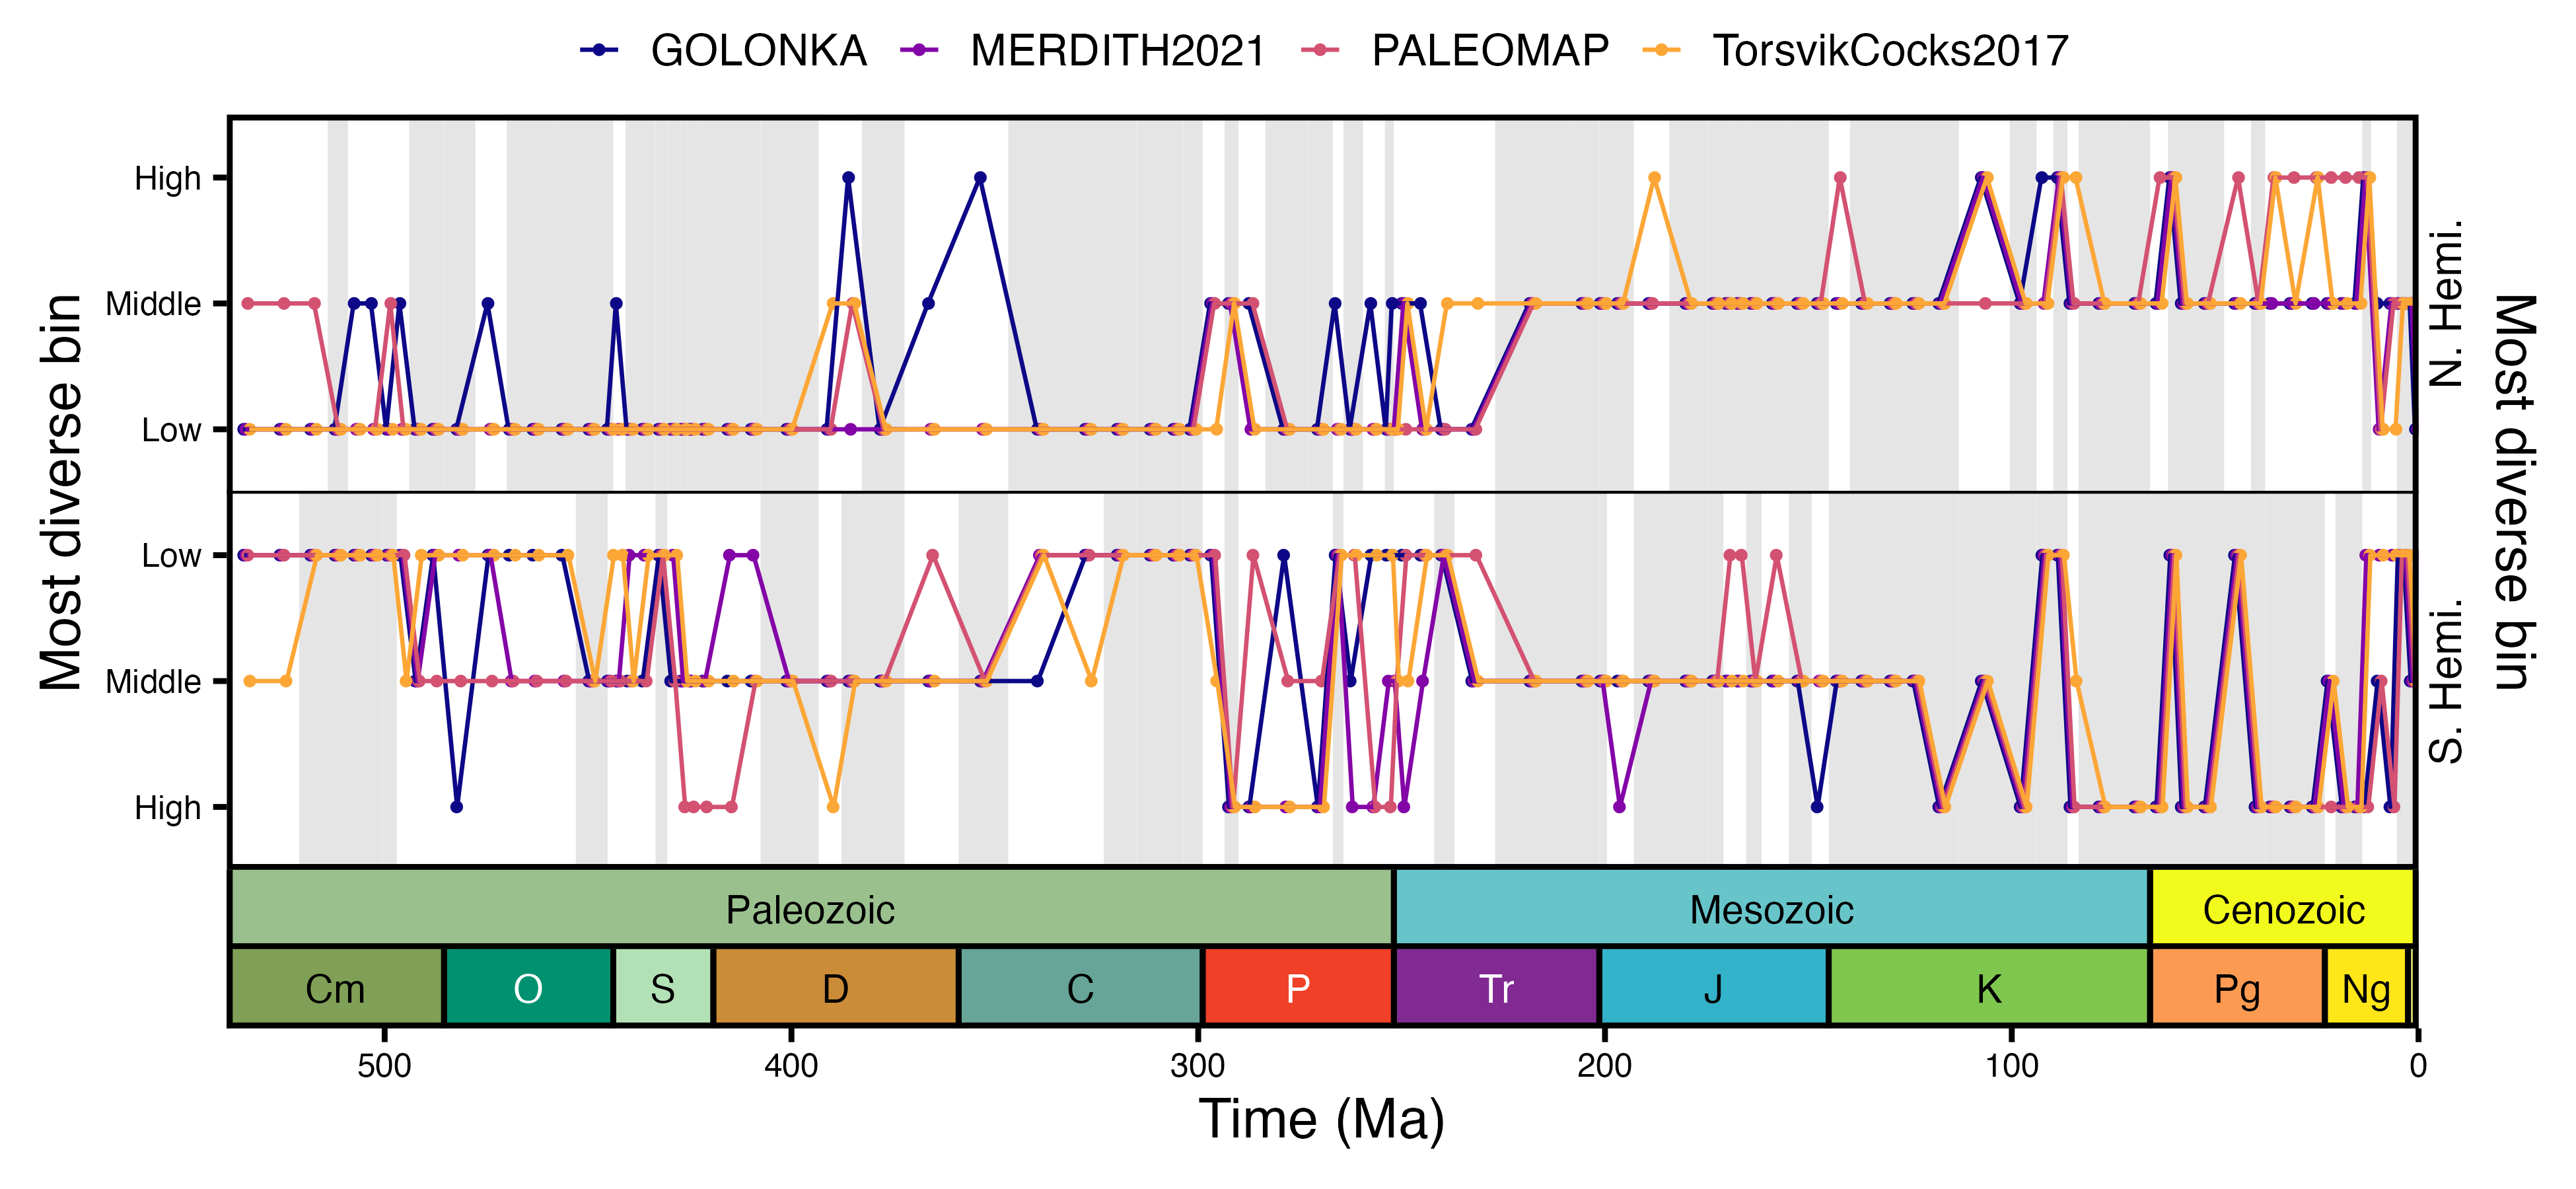 GOLONKA MERDITH2021 PALEOMAP TorsvikCocks2017
Most diverse bin
High
Middle
Low
N. Hemi.
Low
Middle
High
S. Hemi.
Most diverse bin
Paleozoic Mesozoic Cenozoic
Cm O S D C P Tr J K Pg Ng
500 400 300 200 100 0
Time (Ma)